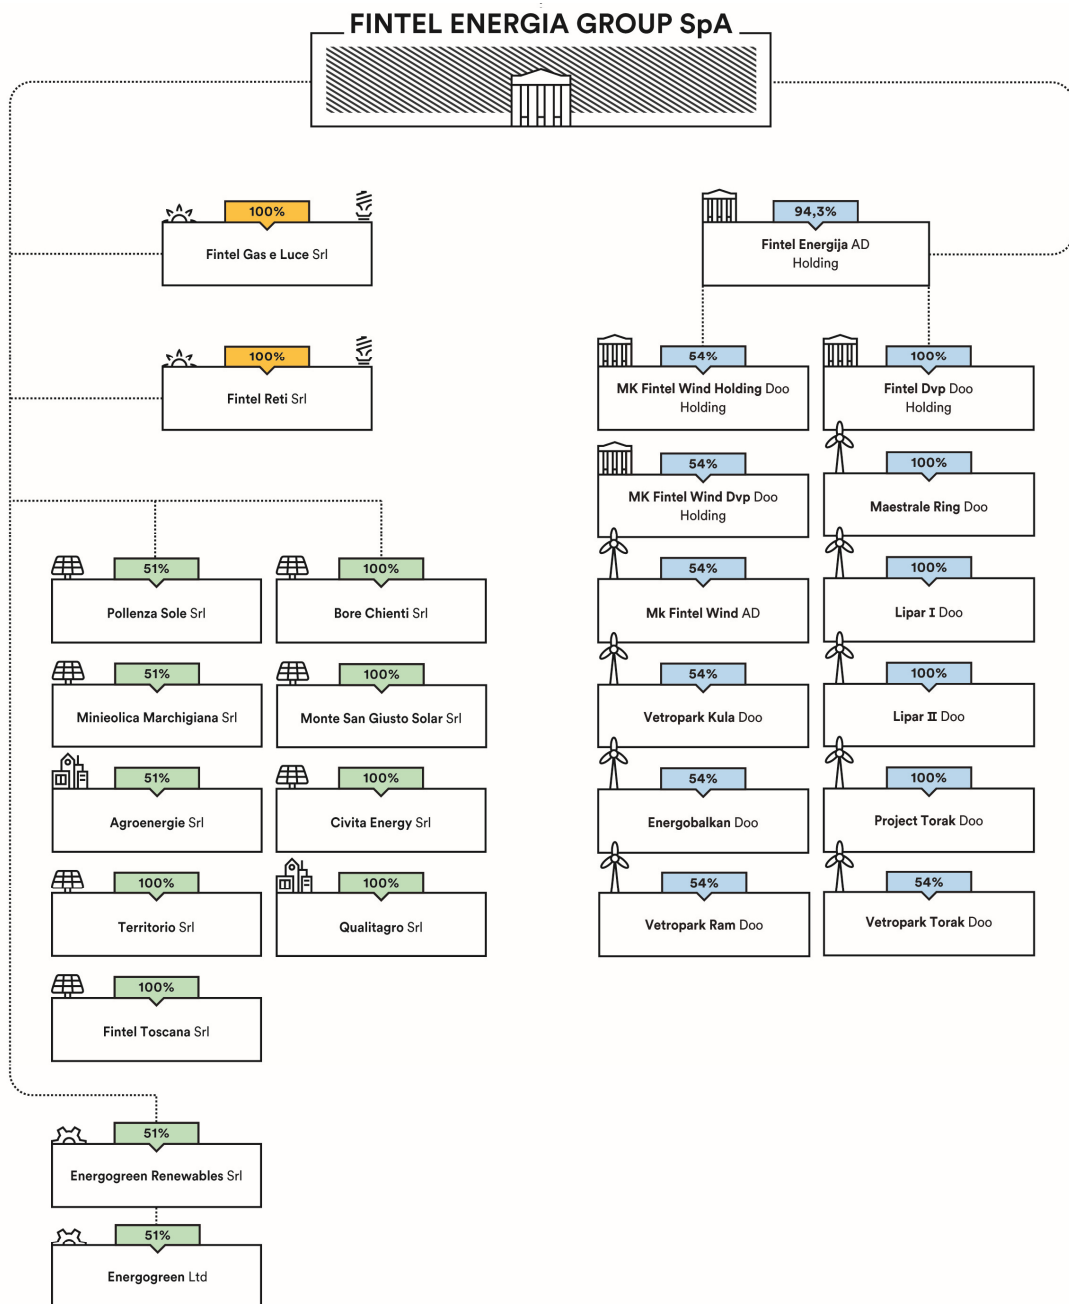 FINTEL ENERGIA GROUP SpA
100%
Fintel Gas e Luce Srl
94,3%
Fintel Energija AD
Holding
100%
Fintel Reti Srl
54%
MK Fintel Wind Holding Doo
Holding
100%
Fintel Dvp Doo
Holding
54%
MK Fintel Wind Dvp Doo
Holding
100%
Maestrale Ring Doo
51%
Pollenza Sole Srl
100%
Bore Chienti Srl
54%
Mk Fintel Wind AD
100%
Lipar I Doo
51%
Minieolica Marchigiana Srl
100%
Monte San Giusto Solar Srl
54%
Vetropark Kula Doo
100%
Lipar II Doo
51%
Agroenergie Srl
100%
Civita Energy Srl
54%
Energobalkan Doo
100%
Project Torak Doo
100%
Territorio Srl
100%
Qualitagro Srl
54%
Vetropark Ram Doo
54%
Vetropark Torak Doo
100%
Fintel Toscana Srl
51%
Energogreen Renewables Srl
51%
Energogreen Ltd